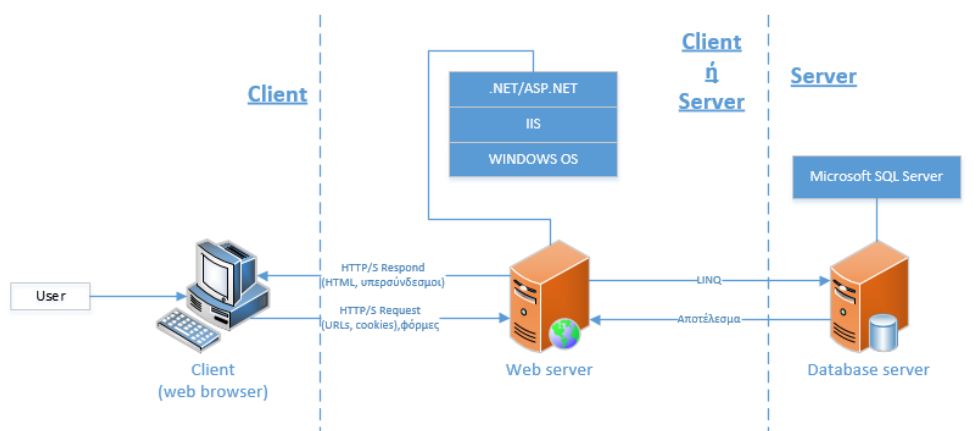 Client
Client
ή
Server
Server
.NET/ASP.NET
IIS
WINDOWS OS
Microsoft SQL Server
User
HTTP/S Respond
(HTML, υπερσύνδεσμοι)
HTTP/S Request
(URLs, cookies),φόρμες
LINQ
Αποτέλεσμα
Client
(web browser)
Web server
Database server